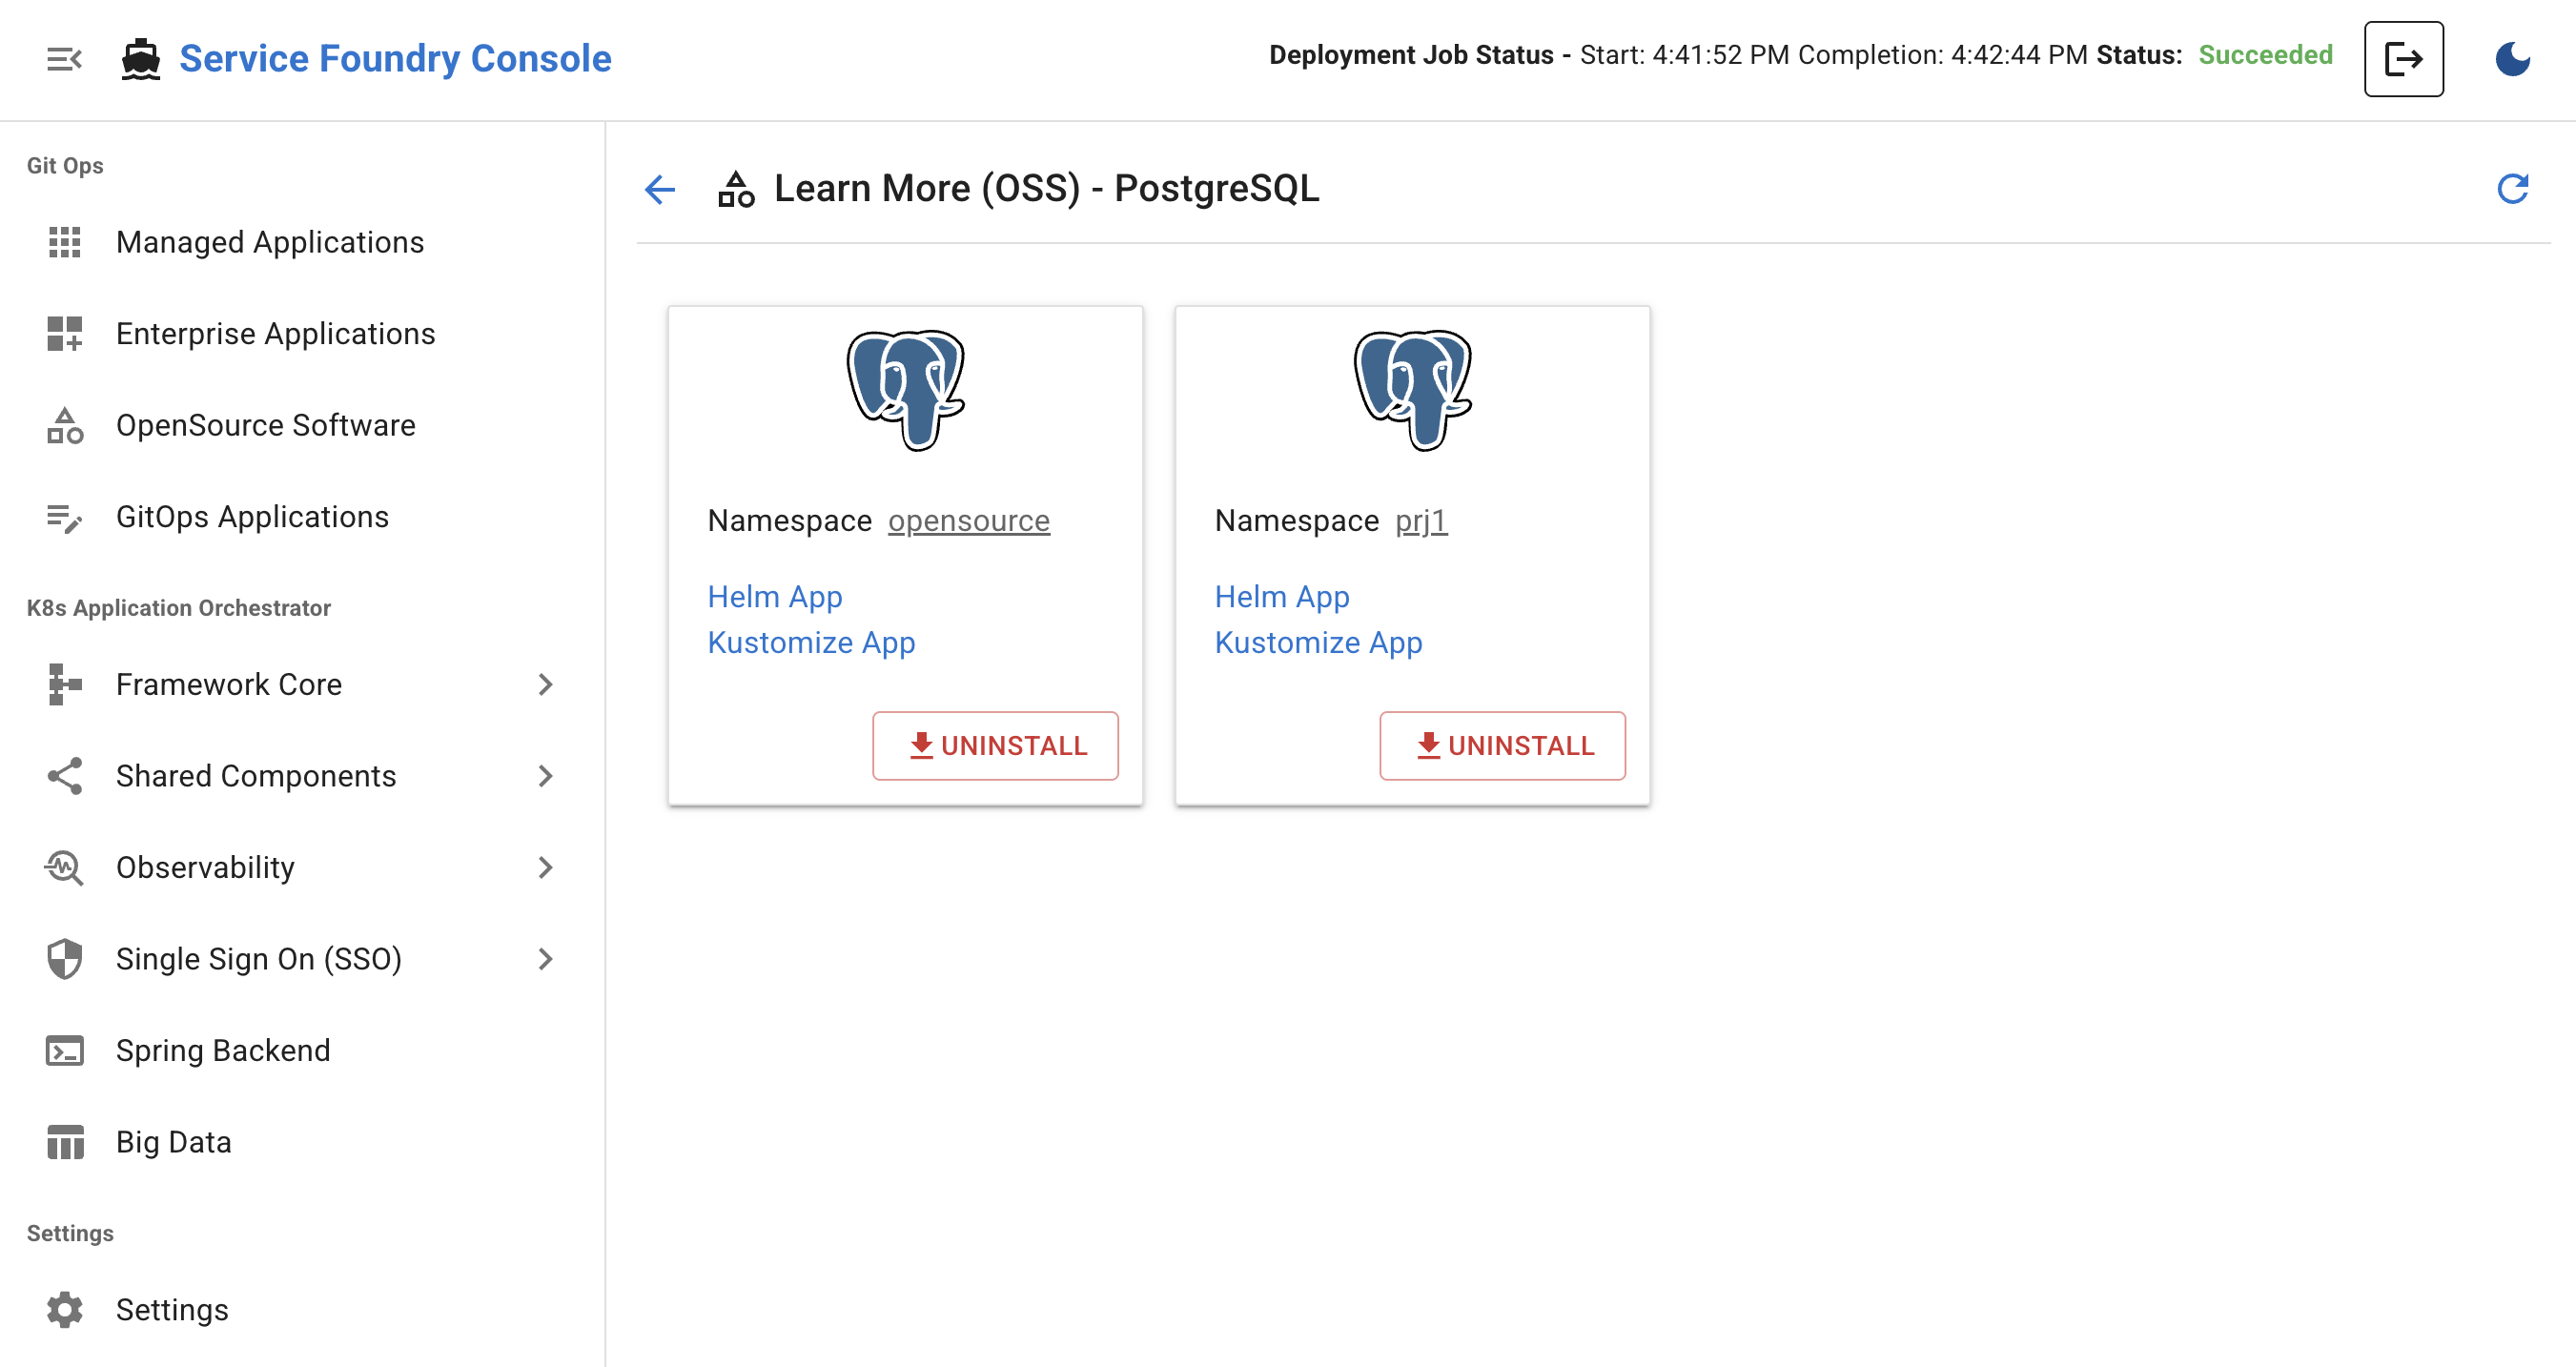 Service Foundry Console
Deployment Job Status - Start: 4:41:52 PM Completion: 4:42:44 PM Status: Succeeded
Git Ops
Managed Applications
Enterprise Applications
OpenSource Software
GitOps Applications
K8s Application Orchestrator
Framework Core
Shared Components
Observability
Single Sign On (SSO)
Spring Backend
Big Data
Settings
Settings
Learn More (OSS) - PostgreSQL
Namespace opensource
Helm App
Kustomize App
UNINSTALL
Namespace prj1
Helm App
Kustomize App
UNINSTALL